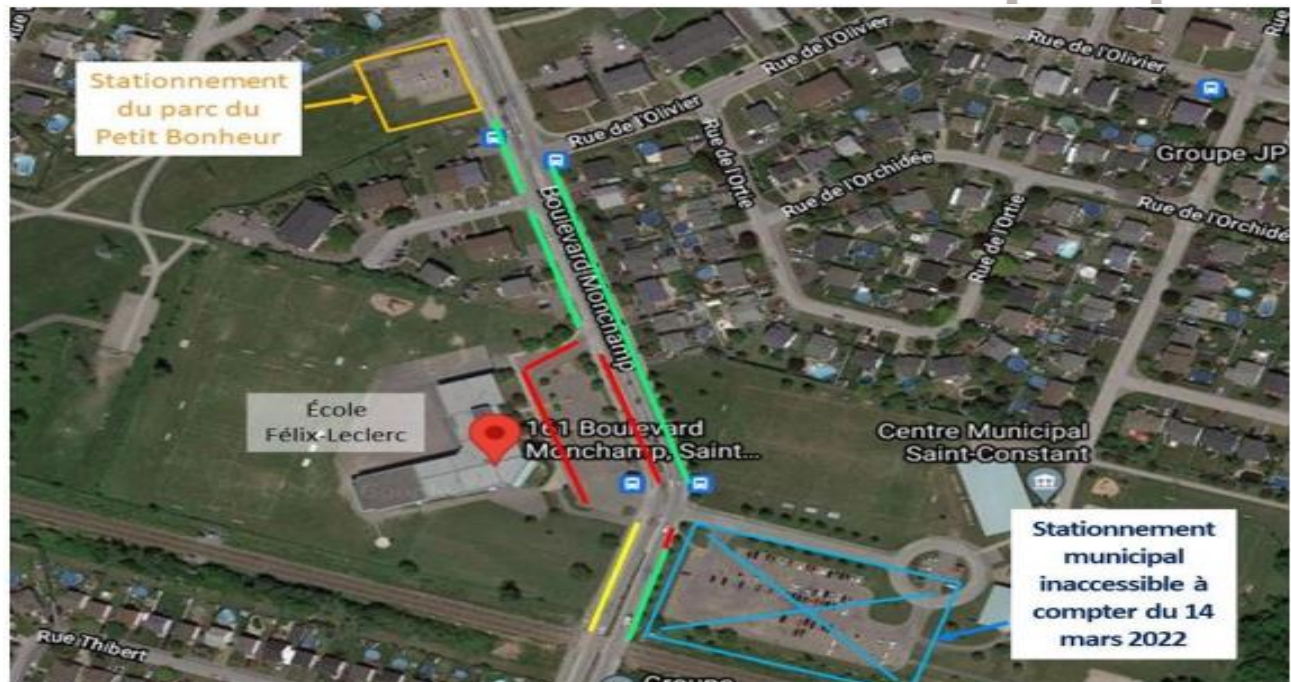 Stationnement
du parc du
Petit Bonheur
Rue de l'Olivier
Rue de l'Olivier
Rue de l'Olivier
Rue de l'Ortie
Rue de l'Orchidée
Groupe JP
Rue de l'Orchidée
Rue de l'Ortie
Boulevard Monchamp
École
Félix-Leclerc
161 Boulevard
Monchamp, Saint...
Centre Municipal
Saint-Constant
Stationnement
municipal
inaccessible à
compter du 14
mars 2022
Rue Thibert
Groupe